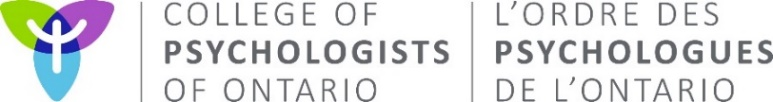 COLLEGE OF
PSYCHOLOGISTS
OF ONTARIO
L'ORDRE DES
PSYCHOLOGUES
DE L'ONTARIO